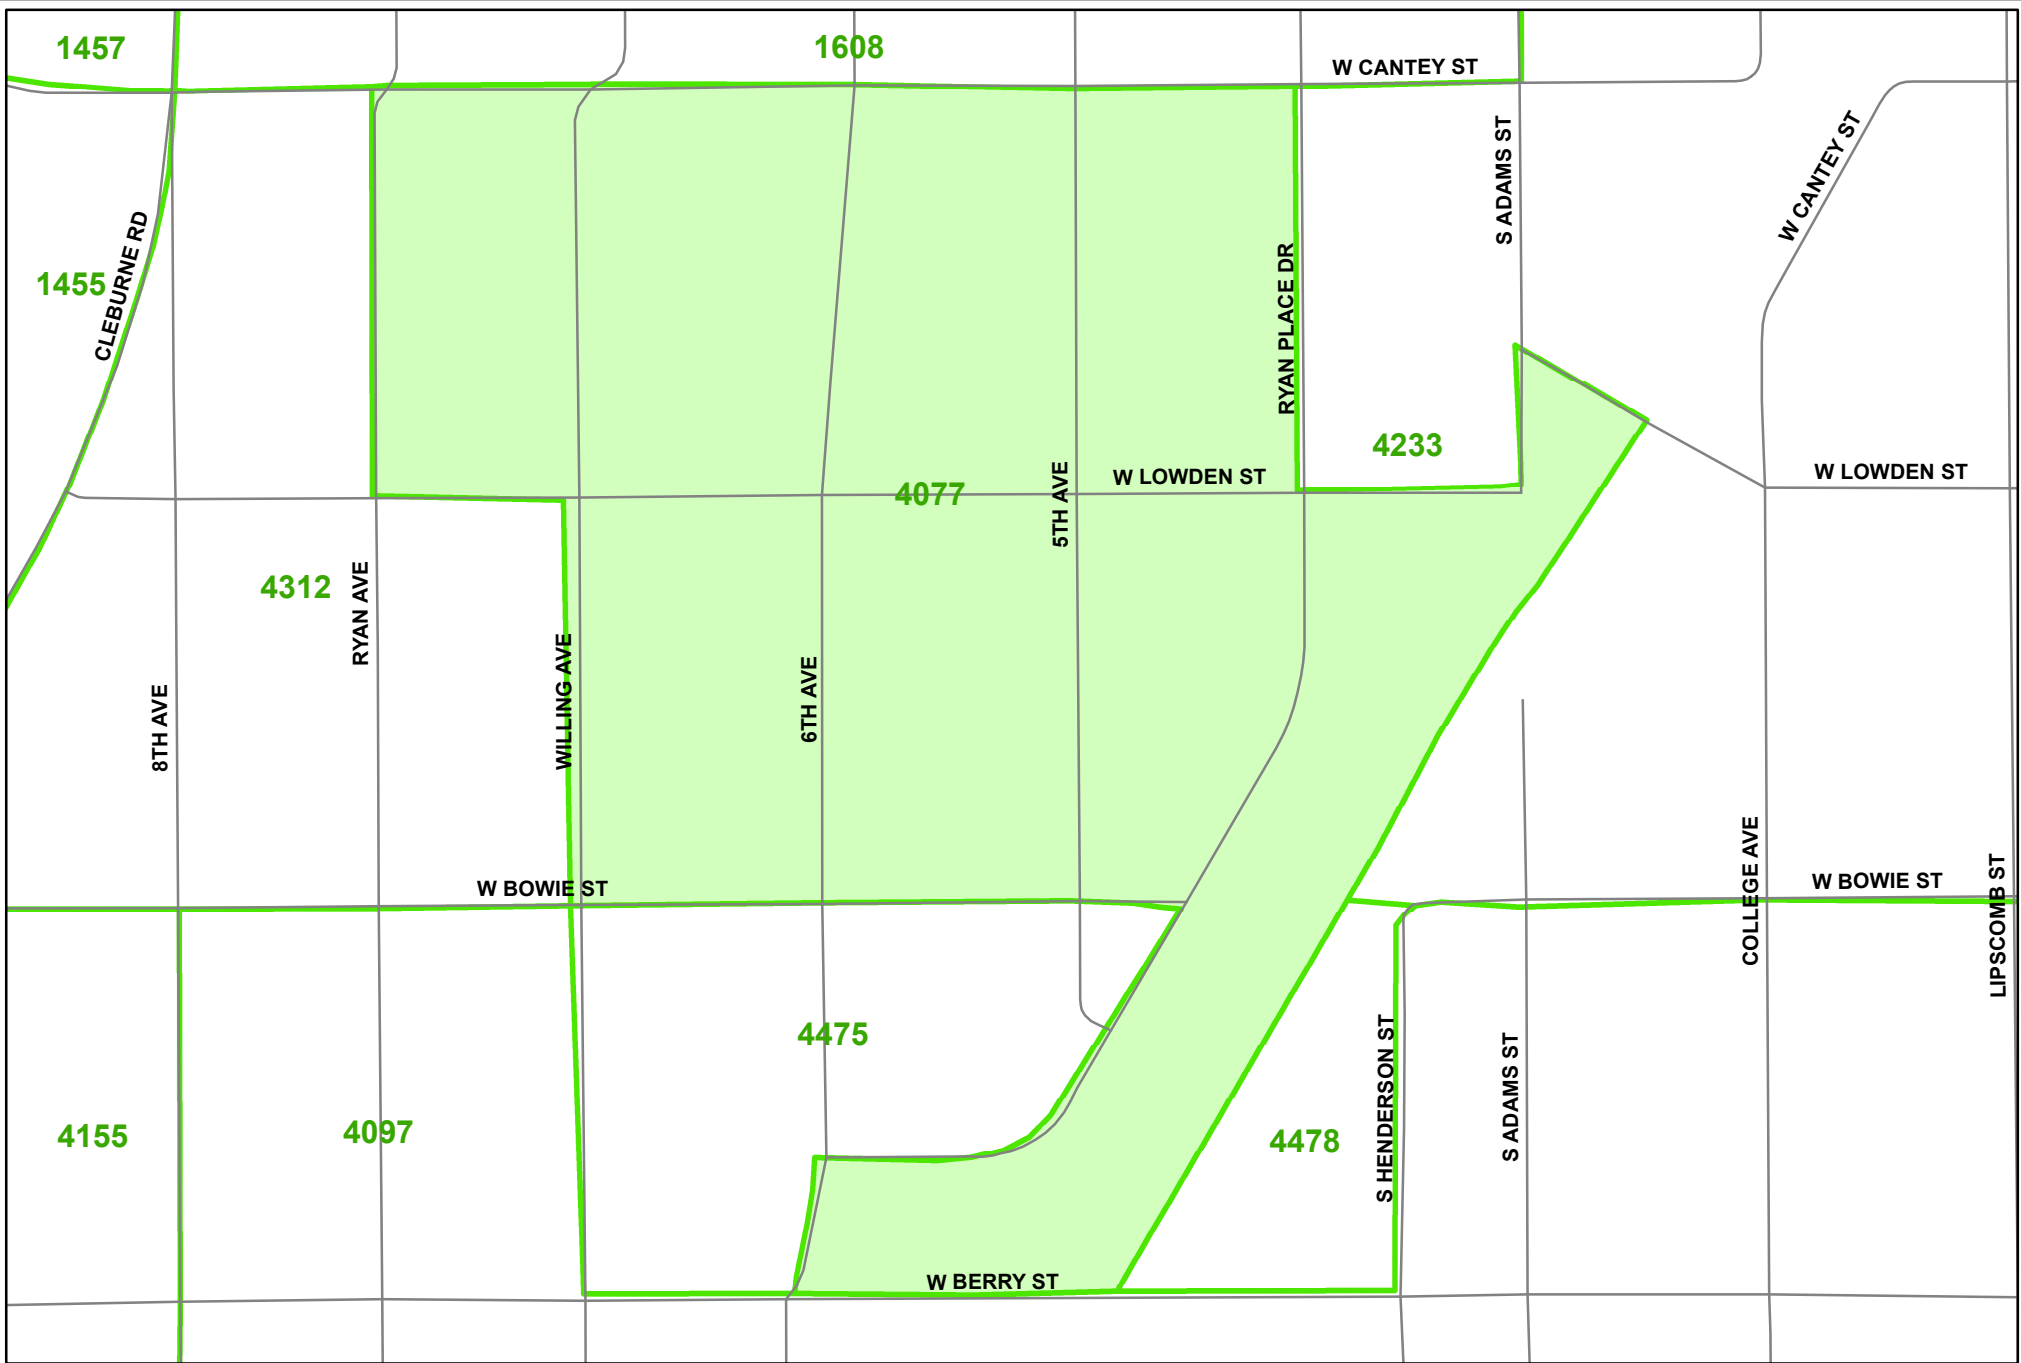 1457
1608
W CANTEY ST
S ADAMS ST
W CANTEY ST
CLEBURNE RD
1455
RYAN PLACE DR
4233
W LOWDEN ST
W LOWDEN ST
4077
5TH AVE
4312
RYAN AVE
WILLING AVE
6TH AVE
8TH AVE
W BOWIE ST
W BOWIE ST
COLLEGE AVE
LIPSCOMB ST
4475
S HENDERSON ST
S ADAMS ST
4155
4097
4478
W BERRY ST